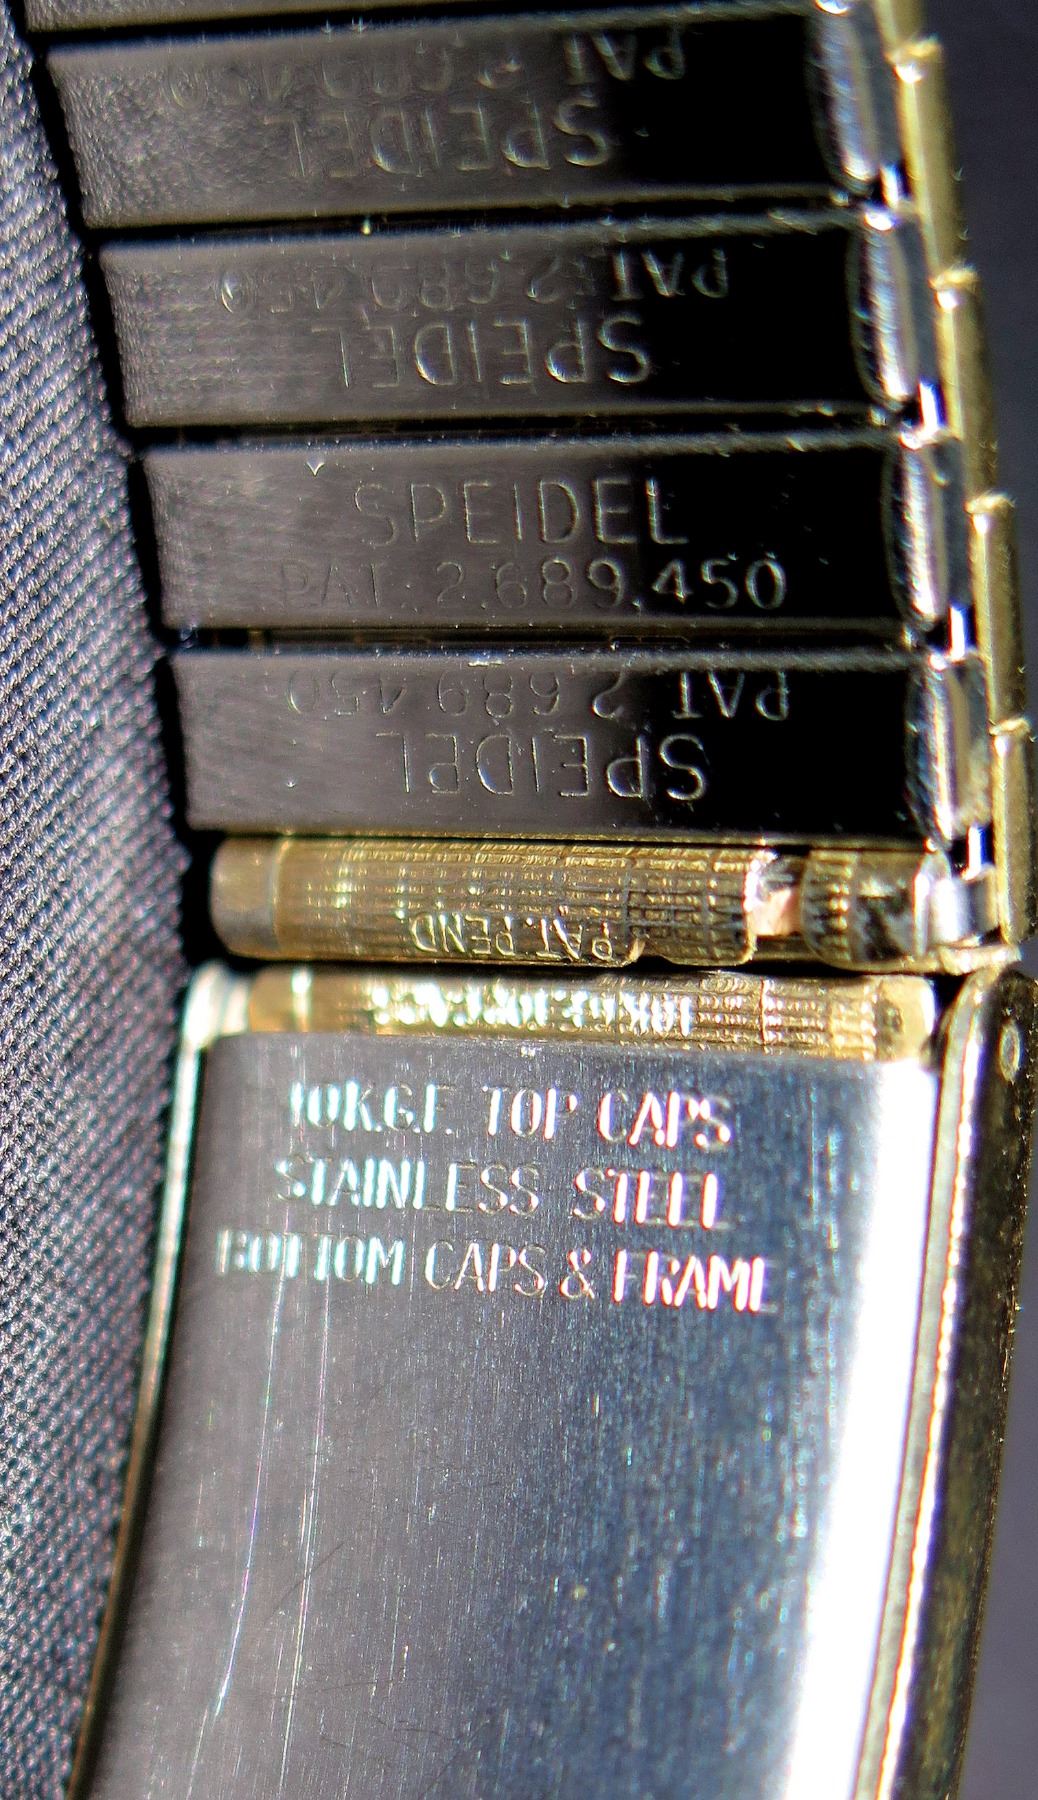 PAT 2.689.450
SPEIDEL
PAT. 2.689.450
SPEIDEL
SPEIDEL
PAT. 2.689.450
PAT 2.689.450
SPEIDEL
PAT. PEND.
10K.G.F. TOP CAPS
STAINLESS STEEL
BOTTOM CAPS & FRAME